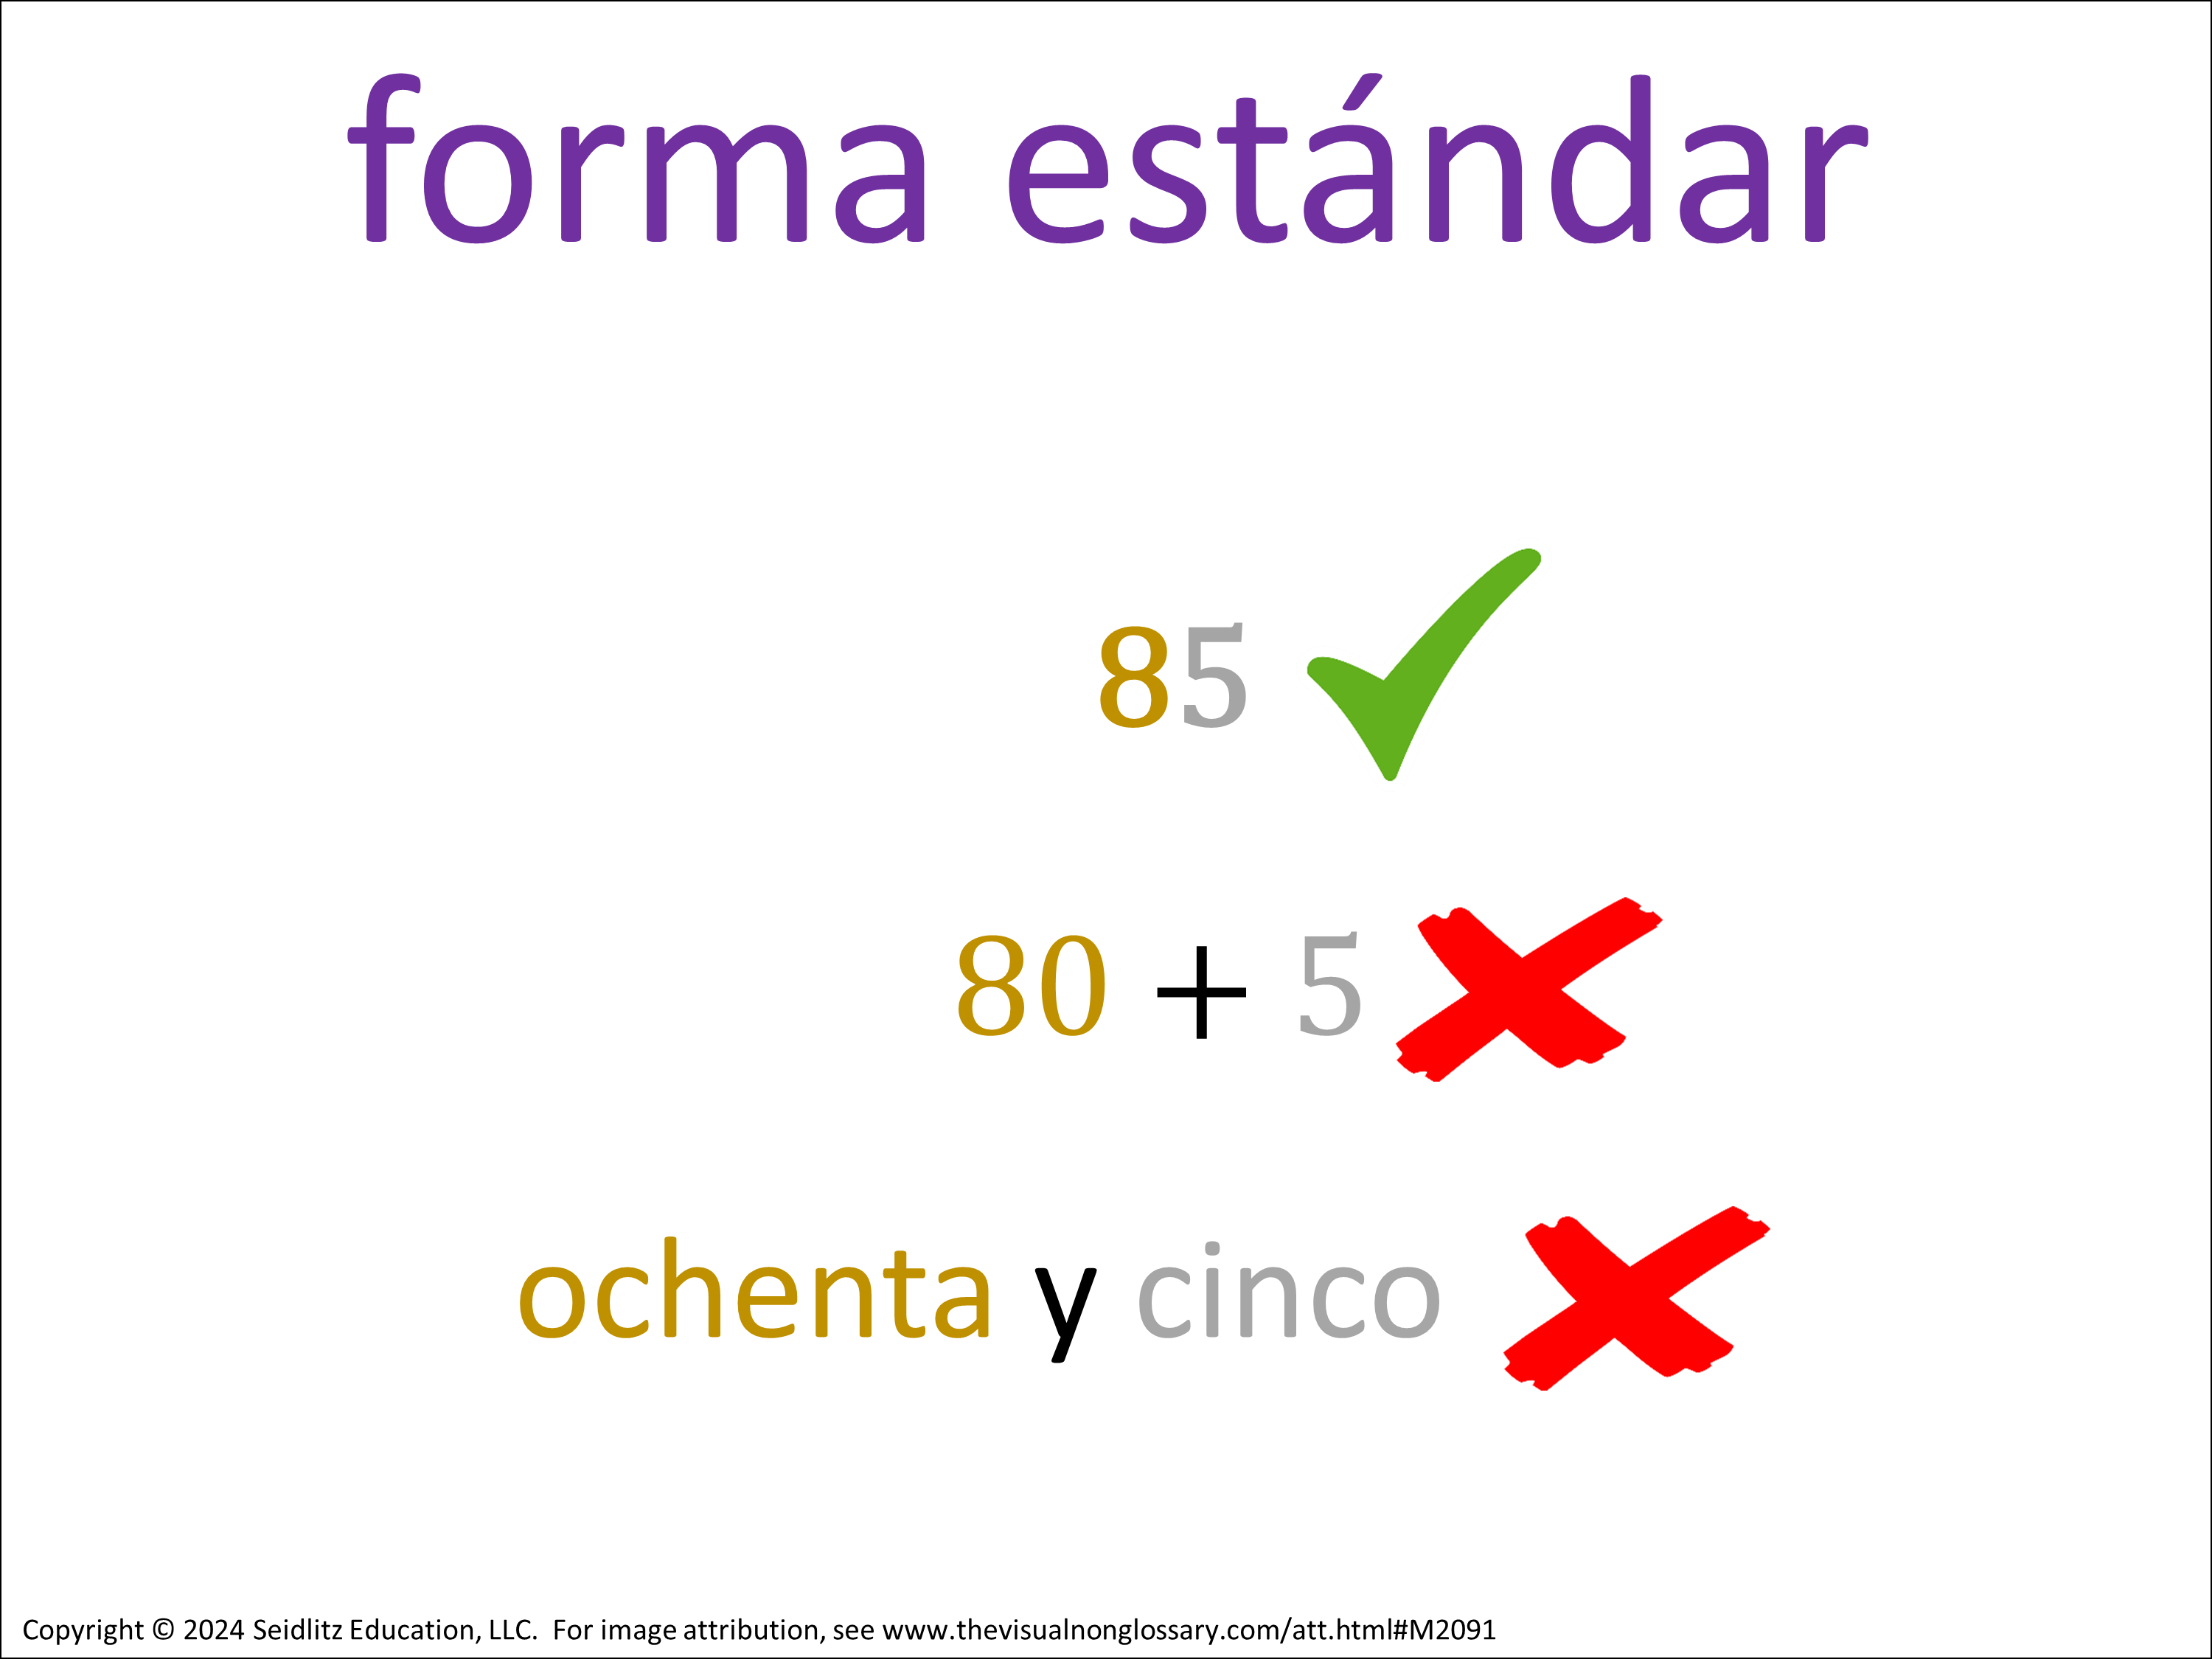 forma estándar
85
80 + 5
ochenta y cinco
Copyright © 2024 Seidlitz Education, LLC.  For image attribution, see www.thevisualnonglossary.com/att.html#M2091